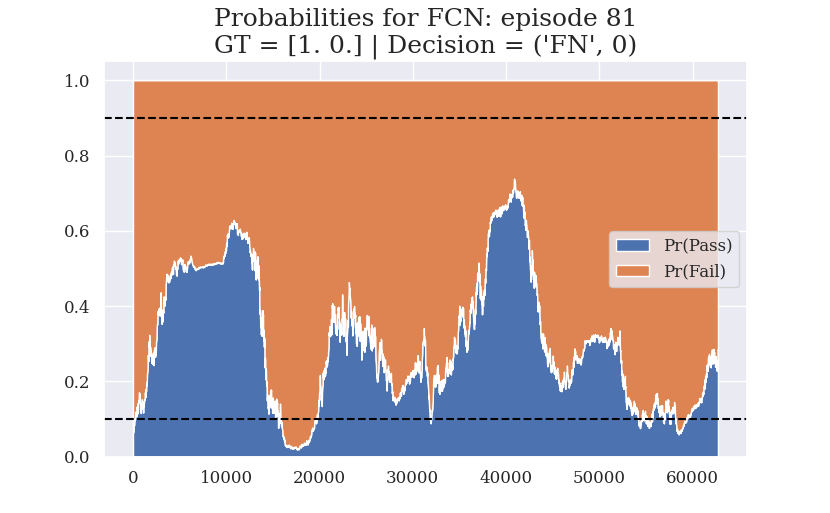 Probabilities for FCN: episode 81
GT = [1. 0.] | Decision = ('FN', 0)
1.0
0.8
0.6
0.4
0.2
0.0
Pr(Pass)
Pr(Fail)
0 10000 20000 30000 40000 50000 60000